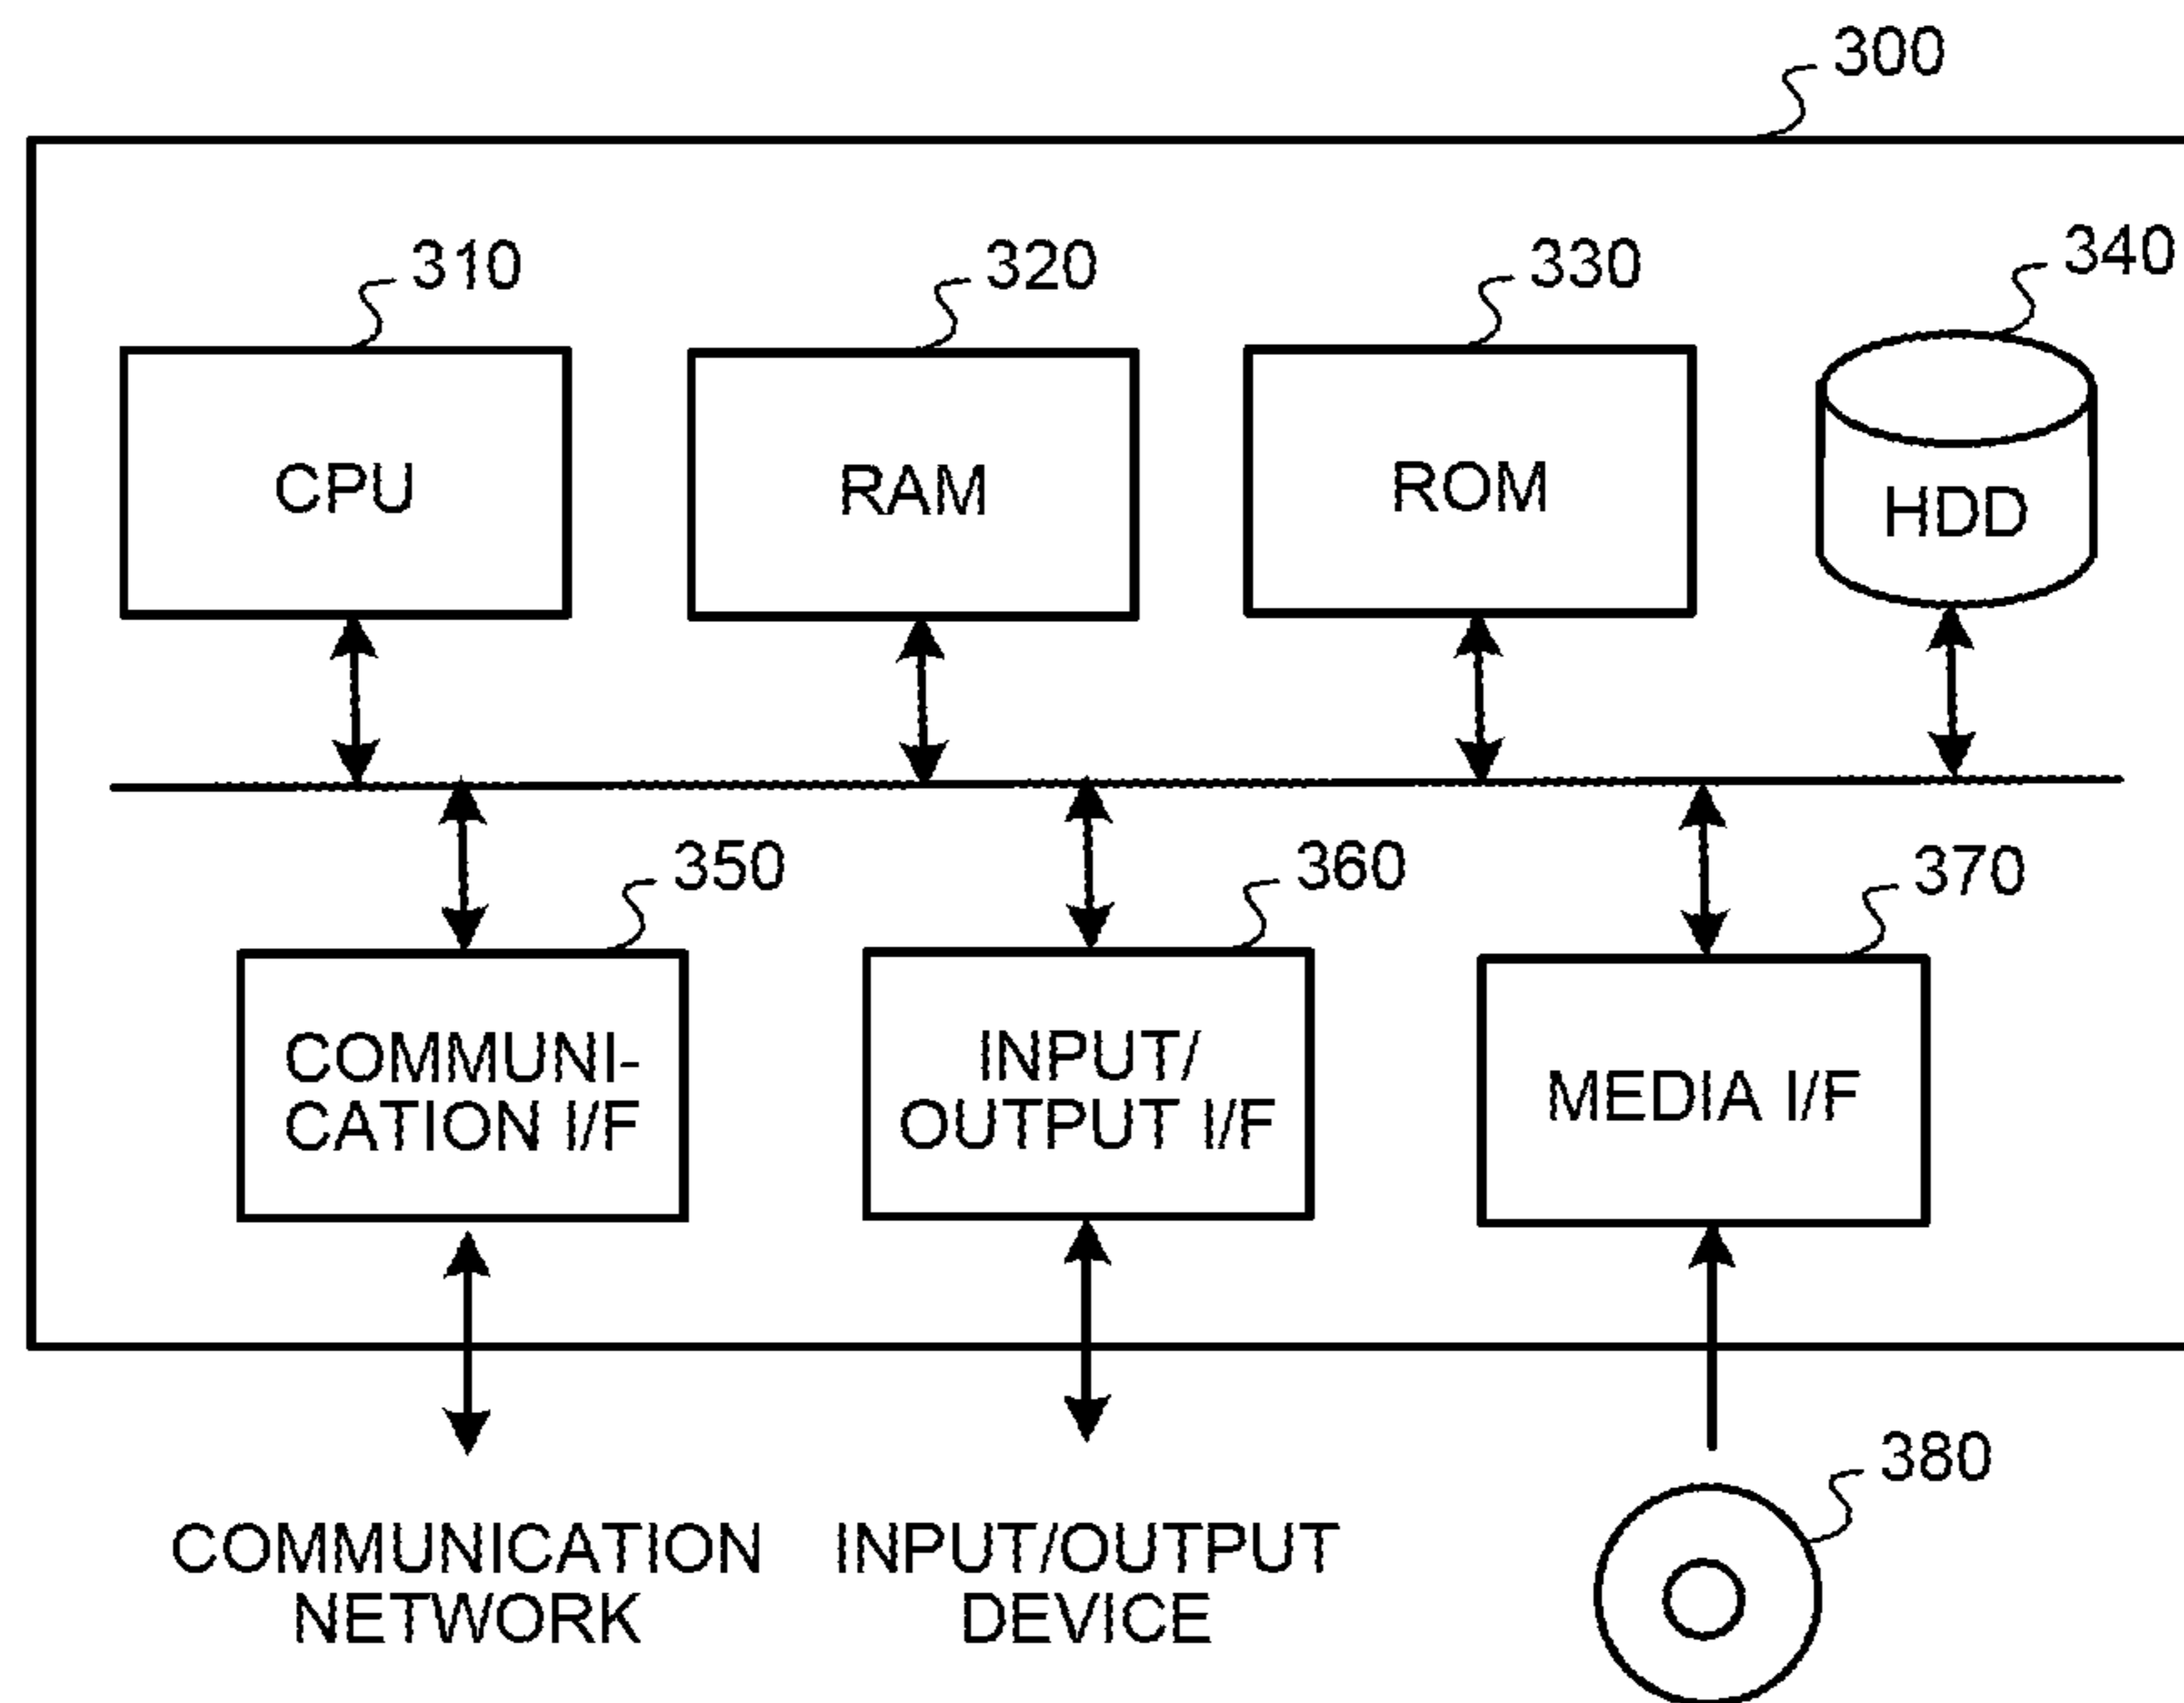 300
310
320
330
340
CPU
RAM
ROM
HDD
350
360
370
COMMUNI-
CATION I/F
INPUT/
OUTPUT I/F
MEDIA I/F
380
COMMUNICATION
NETWORK
INPUT/OUTPUT
DEVICE